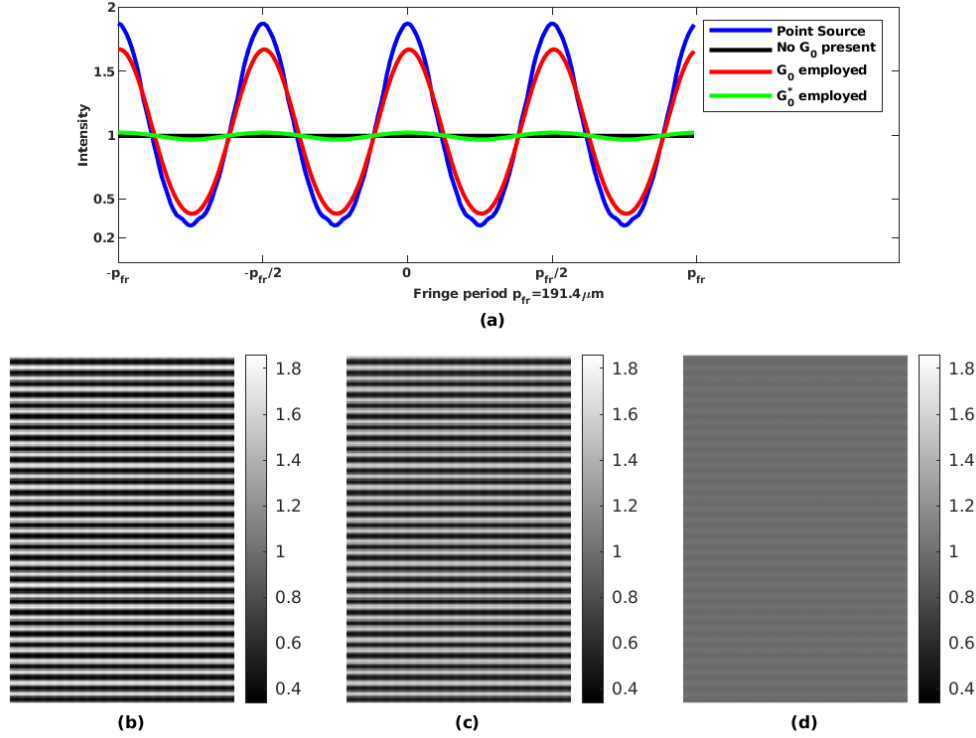 2
1.5
1
0.5
0.2
Intensity
Point Source
No G0 present
G0 employed
G0* employed
-pfr
-pfr/2
0
pfr/2
pfr
Fringe period pfr=191.4μm
(a)
1.8
1.6
1.4
1.2
1
0.8
0.6
0.4
1.8
1.6
1.4
1.2
1
0.8
0.6
0.4
1.8
1.6
1.4
1.2
1
0.8
0.6
0.4
(b)
(c)
(d)